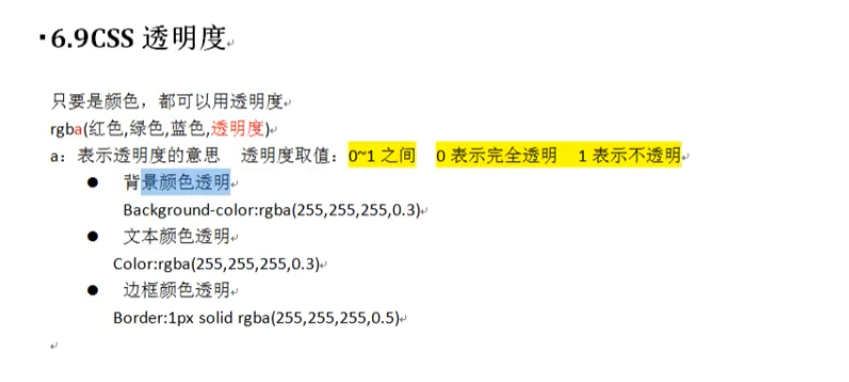 6.9CSS 透明度
只要是颜色，都可以用透明度
rgba(红色,绿色,蓝色,透明度)
a：表示透明度的意思 透明度取值：0~1 之间 0 表示完全透明 1 表示不透明
● 背景颜色透明
Background-color:rgba(255,255,255,0.3)
● 文本颜色透明
Color:rgba(255,255,255,0.3)
● 边框颜色透明
Border:1px solid rgba(255,255,255,0.5)